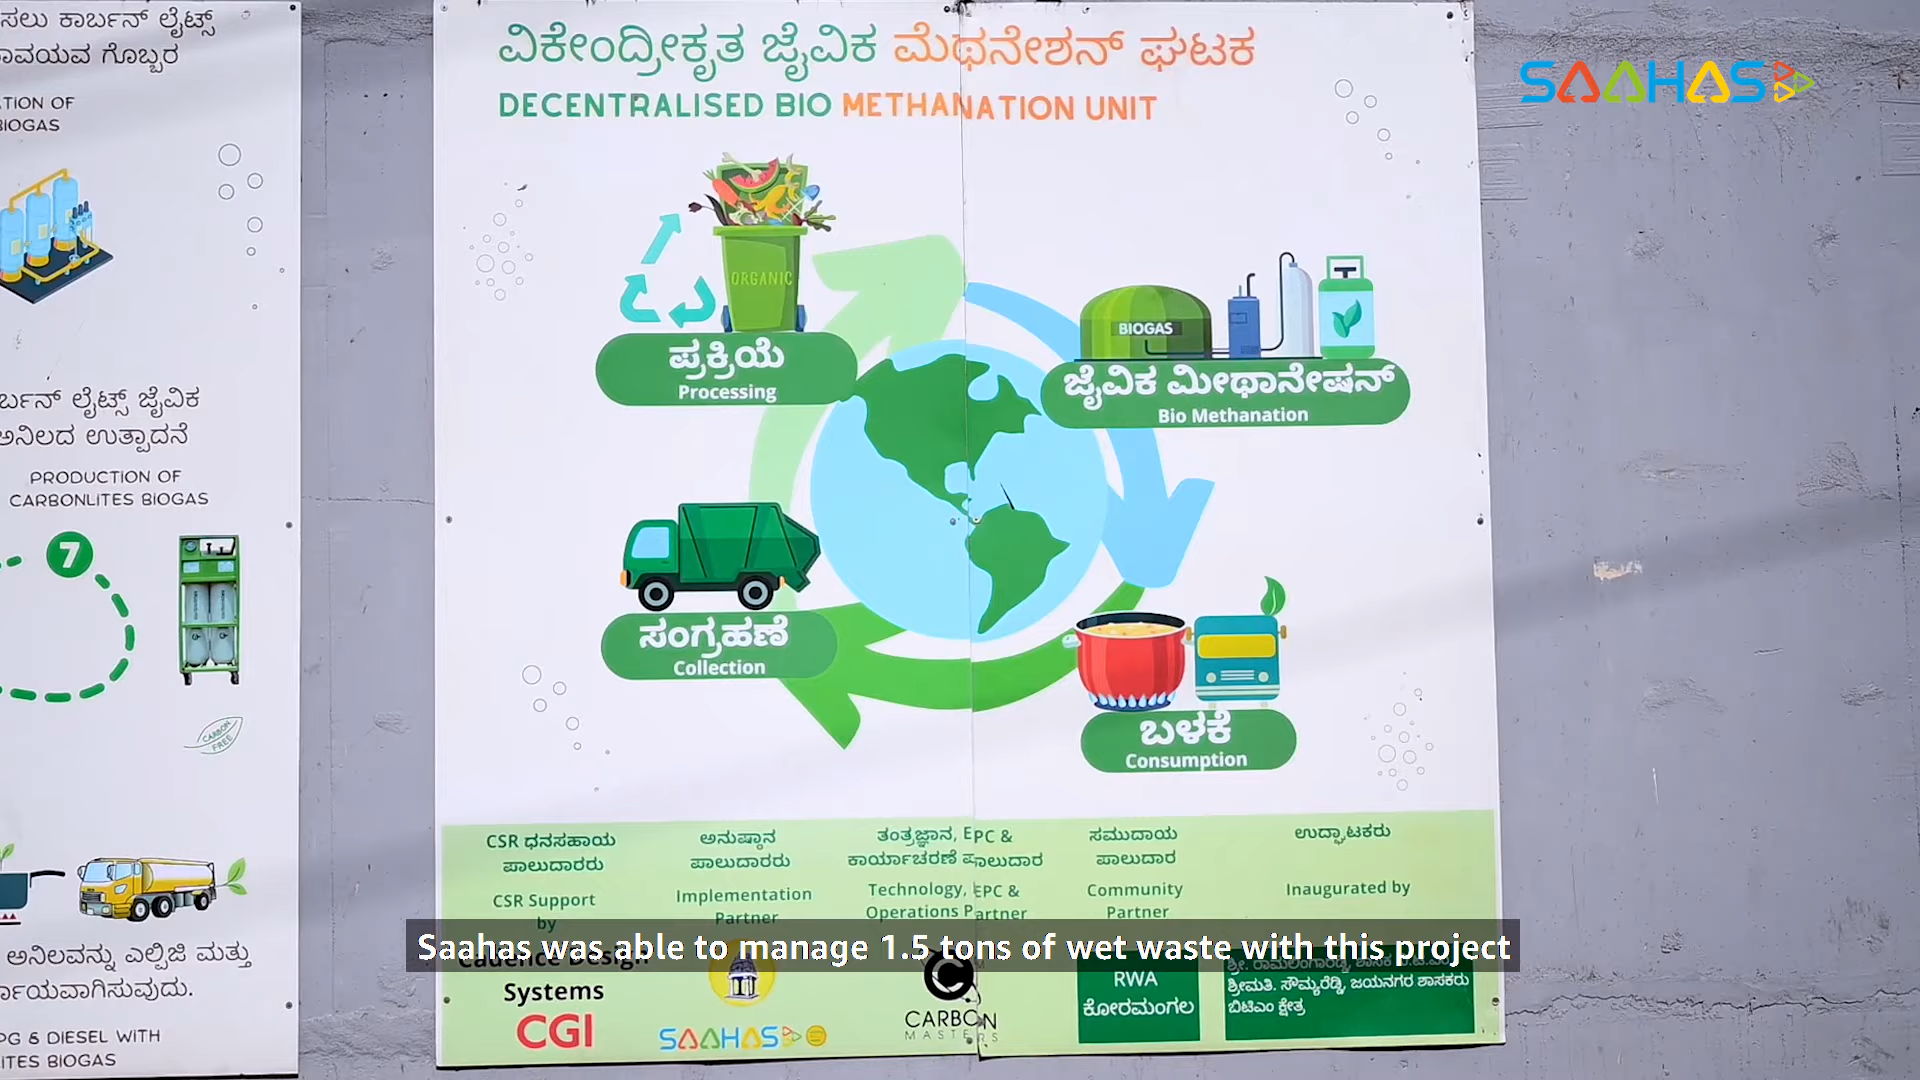 ಸಲು ಕಾರ್ಬನ್ ಲೈಟ್ಸ್
ಾವಯವ ಗೊಬ್ಬರ
TION OF
BIOGAS
ರ್ಬನ್ ಲೈಟ್ಸ್ ಜೈವಿಕ
ಅನಿಲದ ಉತ್ಪಾದನೆ
PRODUCTION OF
CARBONLITES BIOGAS
7
CARBON
FREE
ಅನಿಲವನ್ನು ಎಲ್ಪಿಜಿ ಮತ್ತು
ರ್ಯಾಯವಾಗಿಸುವುದು.
PG & DIESEL WITH
ITES BIOGAS
ವಿಕೇಂದ್ರೀಕೃತ ಜೈವಿಕ ಮೆಥನೇಶನ್ ಘಟಕ
DECENTRALISED BIO METHANATION UNIT
SAAHAS
ORGANIC
ಪ್ರಕ್ರಿಯೆ
Processing
BIOGAS
ಜೈವಿಕ ಮೀಥಾನೇಷನ್
Bio Methanation
ಸಂಗ್ರಹಣೆ
Collection
ಬಳಕೆ
Consumption
CSR ಧನಸಹಾಯ
ಪಾಲುದಾರರು
CSR Support
by
Cadence Design
Systems
CGI
ಅನುಷ್ಠಾನ
ಪಾಲುದಾರರು
Implementation
Partner
SAAHAS
ತಂತ್ರಜ್ಞಾನ, EPC &
ಕಾರ್ಯಾಚರಣೆ ಪಾಲುದಾರ
Technology, EPC &
Operations Partner
CARBON
MASTERS
ಸಮುದಾಯ
ಪಾಲುದಾರ
Community
Partner
RWA
ಕೋರಮಂಗಲ
ಉದ್ಘಾಟಕರು
Inaugurated by
ಶ್ರೀಮತಿ. ಸೌಮ್ಯರೆಡ್ಡಿ, ಜಯನಗರ ಶಾಸಕರು
ಬಿಟಿಎಂ ಕ್ಷೇತ್ರ
Saahas was able to manage 1.5 tons of wet waste with this project